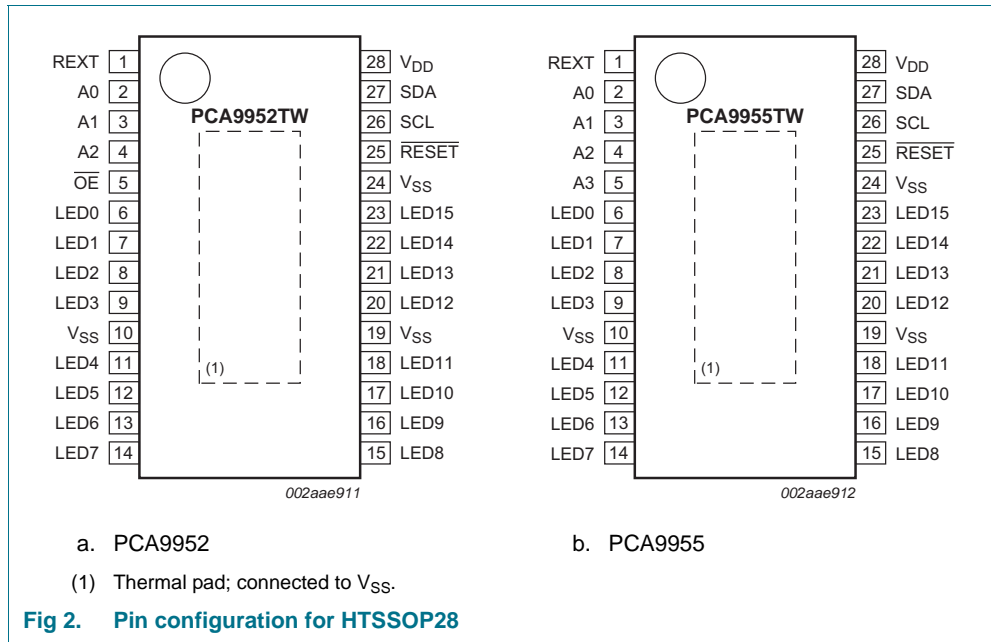 REXT 1
A0 2
A1 3
A2 4
O̅E̅ 5
LED0 6
LED1 7
LED2 8
LED3 9
VSS 10
LED4 11
LED5 12
LED6 13
LED7 14
PCA9952TW
(1)
28 VDD
27 SDA
26 SCL
25 R̅E̅S̅E̅T̅
24 VSS
23 LED15
22 LED14
21 LED13
20 LED12
19 VSS
18 LED11
17 LED10
16 LED9
15 LED8
002aae911
a. PCA9952
REXT 1
A0 2
A1 3
A2 4
A3 5
LED0 6
LED1 7
LED2 8
LED3 9
VSS 10
LED4 11
LED5 12
LED6 13
LED7 14
PCA9955TW
(1)
28 VDD
27 SDA
26 SCL
25 R̅E̅S̅E̅T̅
24 VSS
23 LED15
22 LED14
21 LED13
20 LED12
19 VSS
18 LED11
17 LED10
16 LED9
15 LED8
002aae912
b. PCA9955
(1) Thermal pad; connected to VSS.
Fig 2. Pin configuration for HTSSOP28